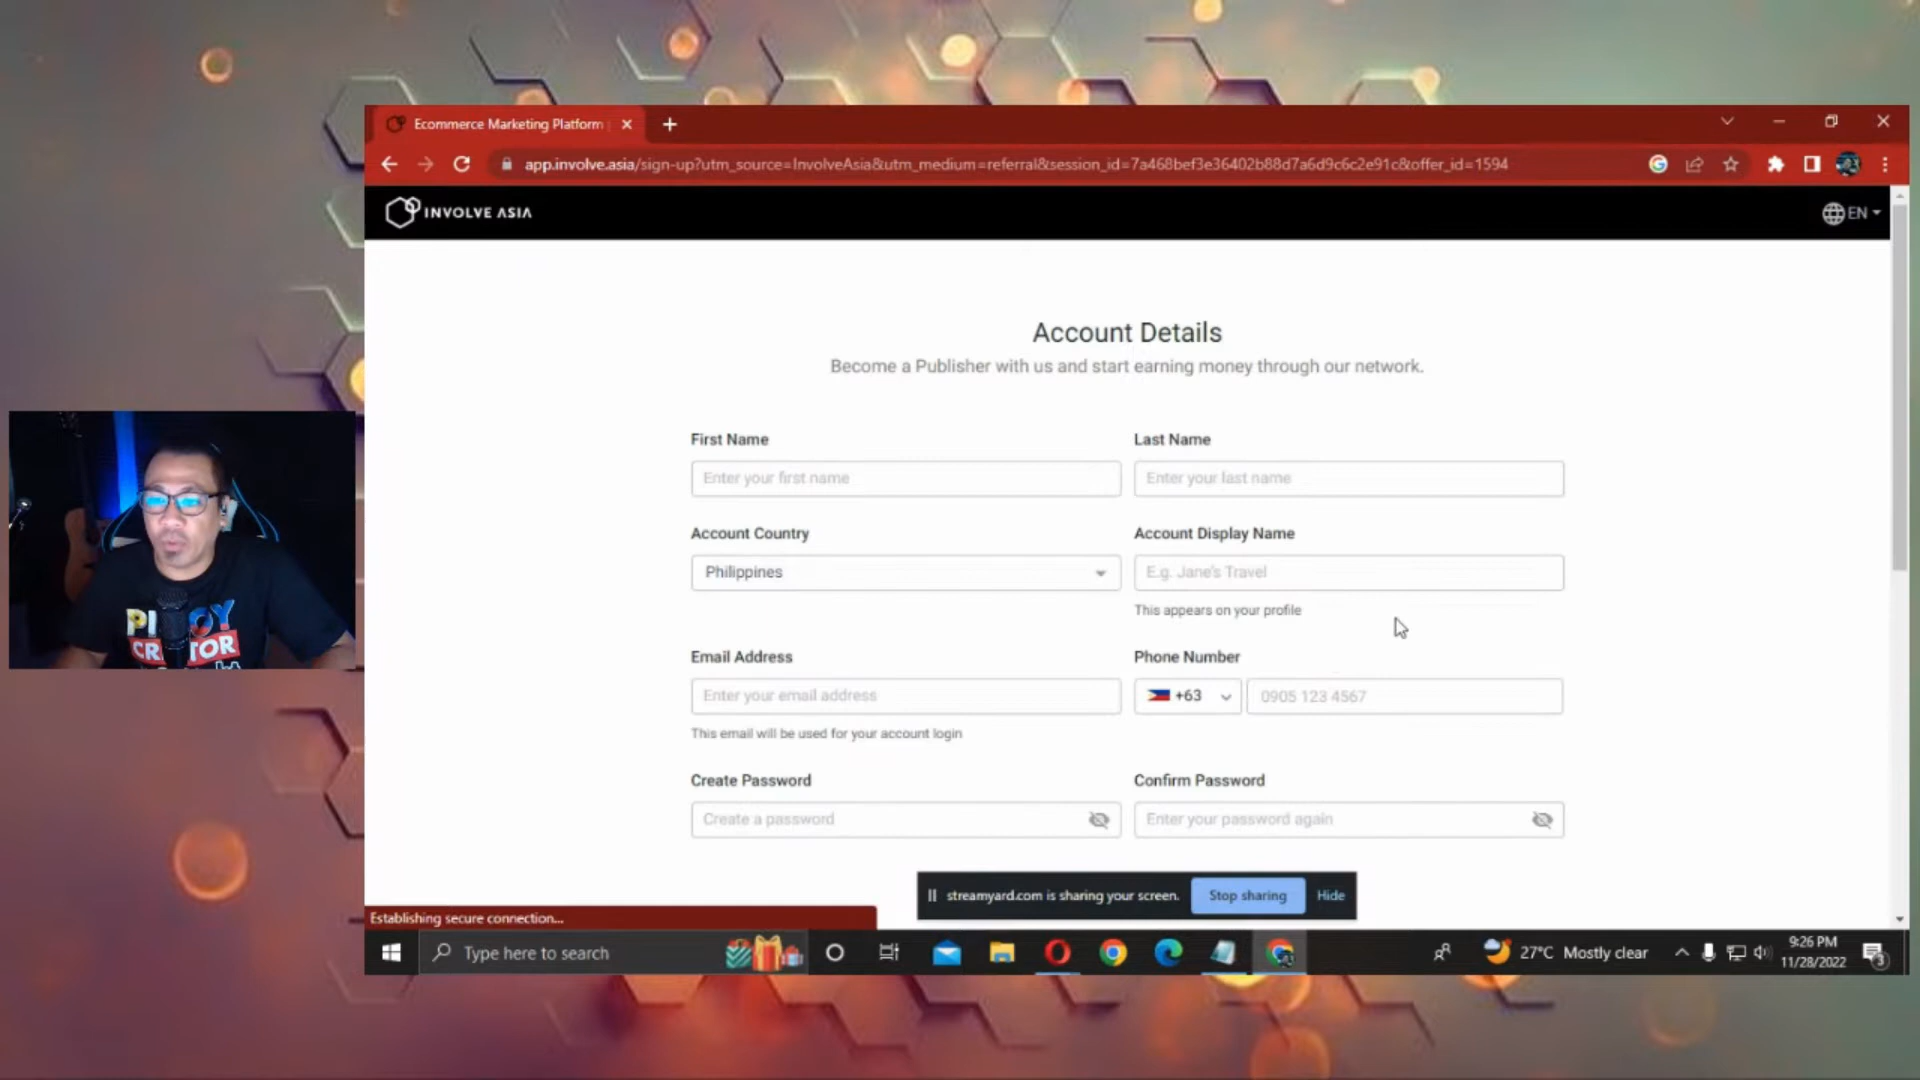 Ecommerce Marketing Platform
app.involve.asia/sign-up?utm_source=InvolveAsia&utm_medium=referral&session_id=7a468bef3e36402b88d7a6d9c6c2e91c&offer_id=1594
INVOLVE ASIA
EN
Account Details
Become a Publisher with us and start earning money through our network.
First Name
Last Name
Enter your first name
Enter your last name
Account Country
Account Display Name
Philippines
E.g. Jane's Travel
This appears on your profile
Email Address
Phone Number
Enter your email address
+63
0905 123 4567
This email will be used for your account login
Create Password
Confirm Password
Create a password
Enter your password again
streamyard.com is sharing your screen.
Stop sharing
Hide
Establishing secure connection...
Type here to search
27°C Mostly clear
9:26 PM
11/28/2022
3